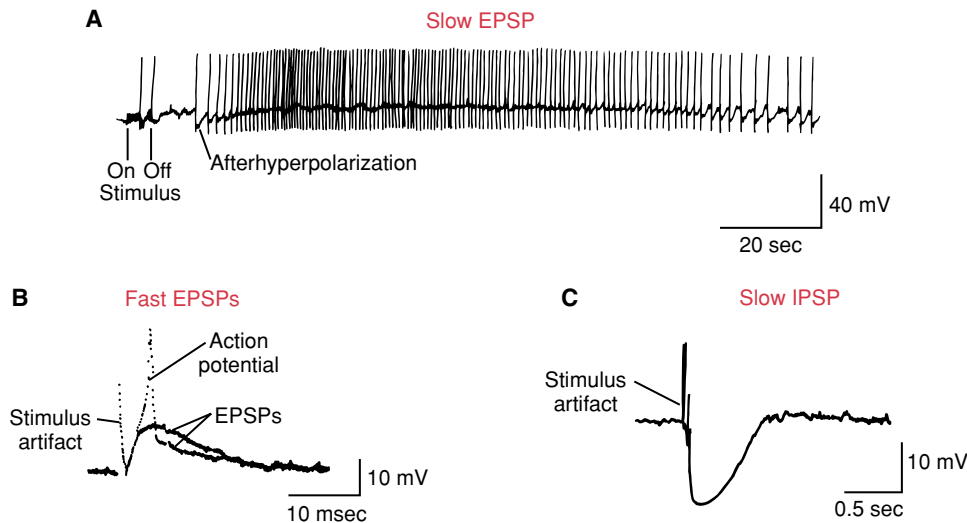 A
Slow EPSP
On Off
Stimulus
Afterhyperpolarization
40 mV
20 sec
B
Fast EPSPs
Action
potential
Stimulus
artifact
EPSPs
10 mV
10 msec
C
Slow IPSP
Stimulus
artifact
10 mV
0.5 sec